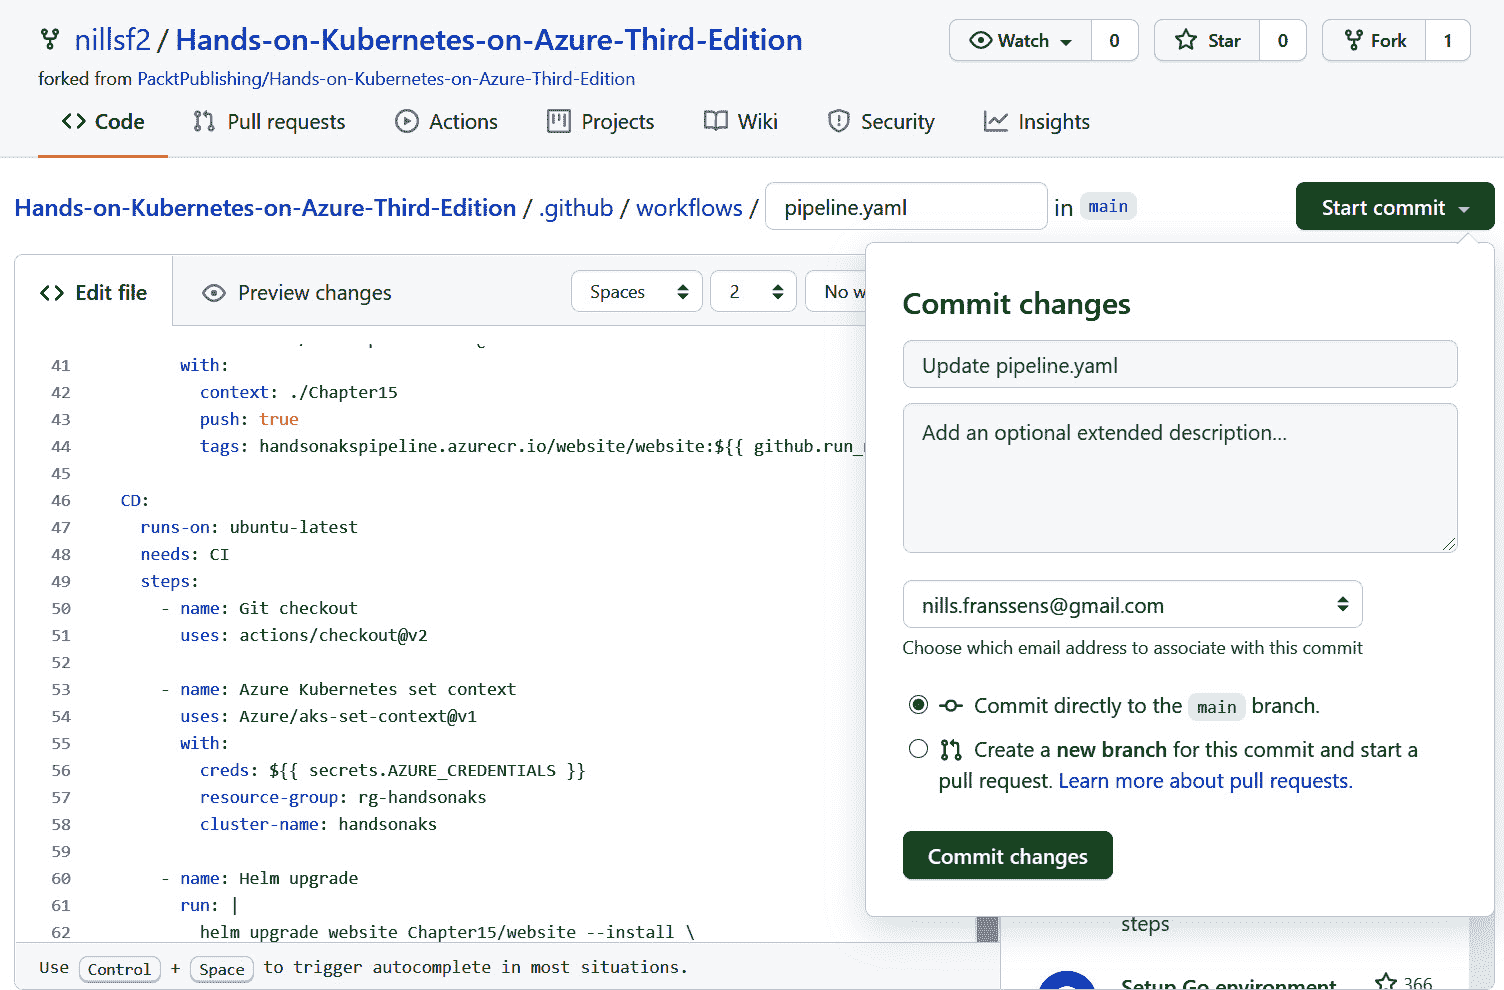 nillsf2 / Hands-on-Kubernetes-on-Azure-Third-Edition
Watch 0 Star 0 Fork 1
forked from PacktPublishing/Hands-on-Kubernetes-on-Azure-Third-Edition
Code Pull requests Actions Projects Wiki Security Insights
Hands-on-Kubernetes-on-Azure-Third-Edition / .github / workflows / pipeline.yaml in main
Start commit
Edit file Preview changes Spaces 2 No w
41 with:
42 context: ./Chapter15
43 push: true
44 tags: handsonakspipeline.azurecr.io/website/website:${{ github.run_
45
46 CD:
47 runs-on: ubuntu-latest
48 needs: CI
49 steps:
50 - name: Git checkout
51 uses: actions/checkout@v2
52
53 - name: Azure Kubernetes set context
54 uses: Azure/aks-set-context@v1
55 with:
56 creds: ${{ secrets.AZURE_CREDENTIALS }}
57 resource-group: rg-handsonaks
58 cluster-name: handsonaks
59
60 - name: Helm upgrade
61 run: |
62 helm upgrade website Chapter15/website --install \
Use Control + Space to trigger autocomplete in most situations.
Commit changes
Update pipeline.yaml
Add an optional extended description...
nills.franssens@gmail.com
Choose which email address to associate with this commit
Commit directly to the main branch.
Create a new branch for this commit and start a
pull request. Learn more about pull requests.
Commit changes
steps
Setup Go environment 366